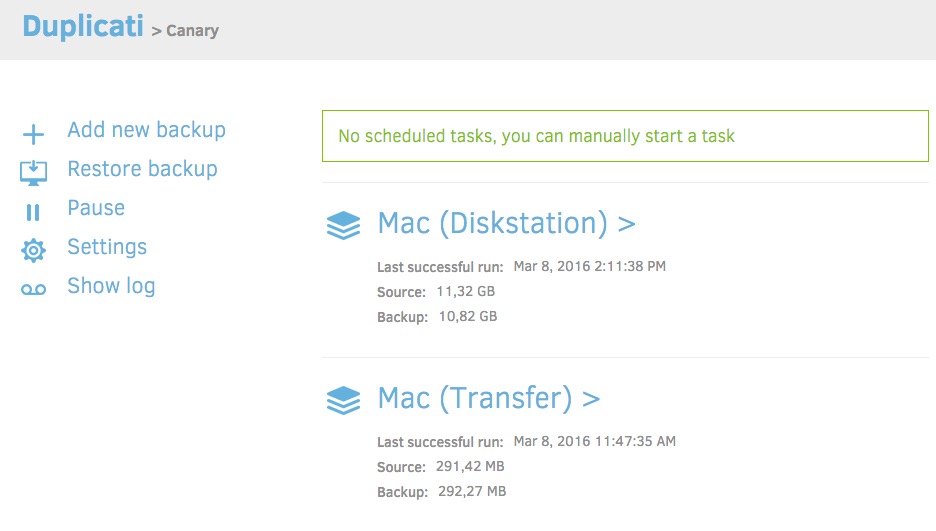 Duplicati > Canary
Add new backup
Restore backup
Pause
Settings
Show log
No scheduled tasks, you can manually start a task
Mac (Diskstation) >
Last successful run: Mar 8, 2016 2:11:38 PM
Source: 11,32 GB
Backup: 10,82 GB
Mac (Transfer) >
Last successful run: Mar 8, 2016 11:47:35 AM
Source: 291,42 MB
Backup: 292,27 MB